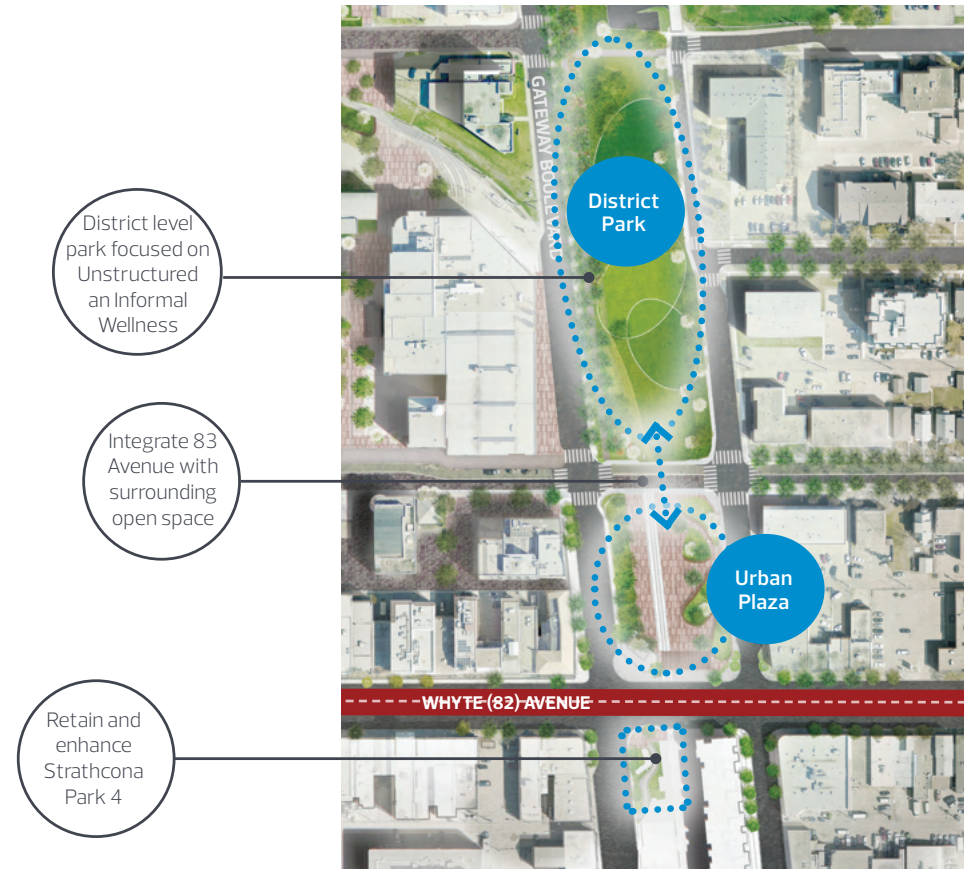 GATEWAY BOULEVARD
District
Park
District level
park focused on
Unstructured
an Informal
Wellness
Integrate 83
Avenue with
surrounding
open space
Urban
Plaza
WHYTE (82) AVENUE
Retain and
enhance
Strathcona
Park 4